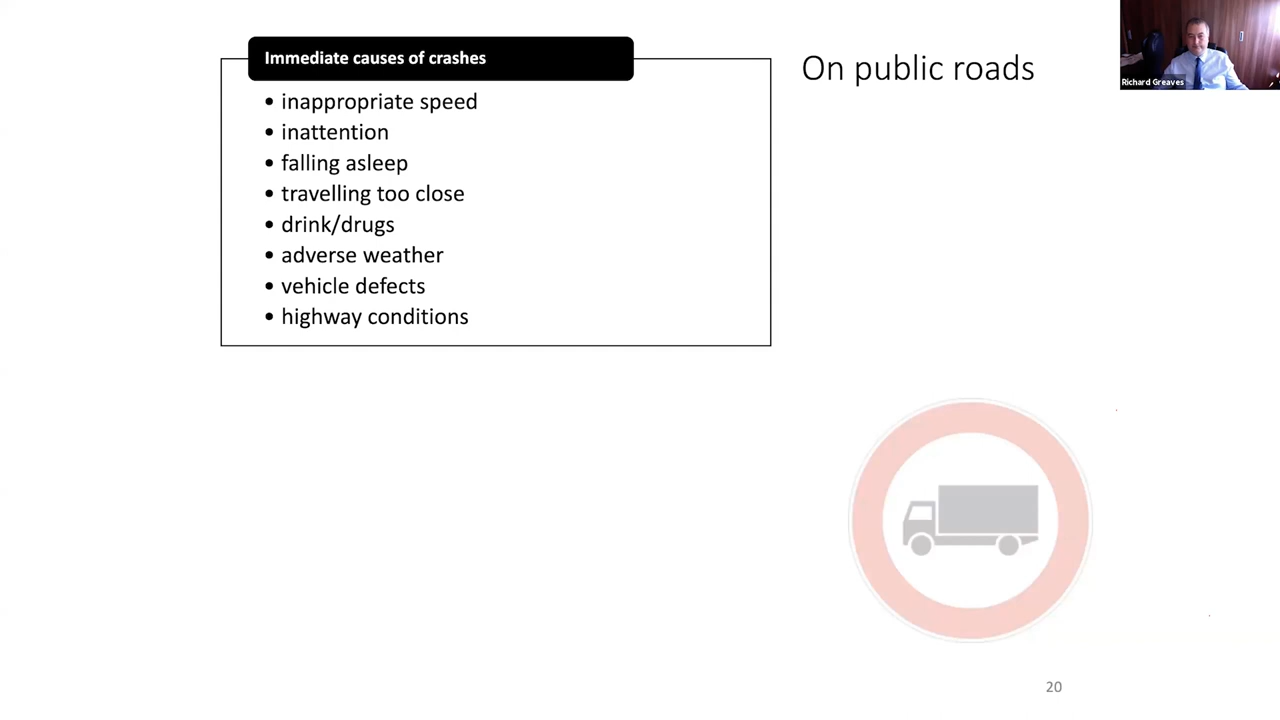 Immediate causes of crashes
• inappropriate speed
• inattention
• falling asleep
• travelling too close
• drink/drugs
• adverse weather
• vehicle defects
• highway conditions
On public roads
Richard Greaves
20